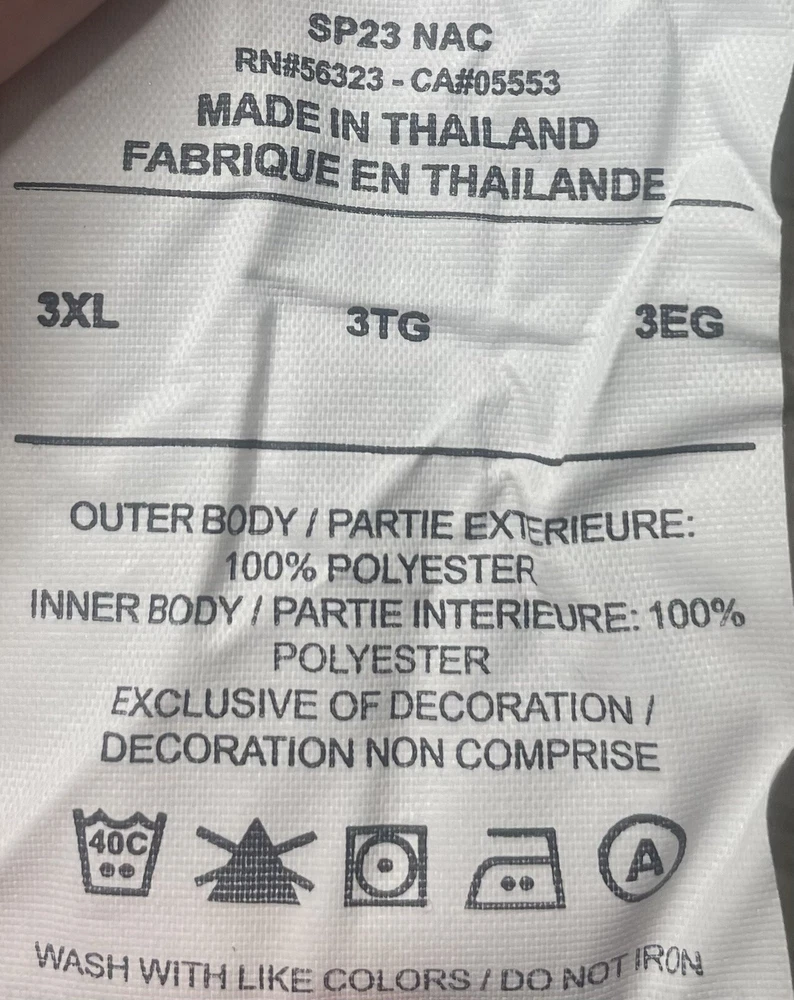 SP23 NAC
RN#56323 - CA#05553
MADE IN THAILAND
FABRIQUE EN THAILANDE
3XL 3TG 3EG
OUTER BODY / PARTIE EXTERIEURE:
100% POLYESTER
INNER BODY / PARTIE INTERIEURE: 100%
POLYESTER
EXCLUSIVE OF DECORATION /
DECORATION NON COMPRISE
40C A
WASH WITH LIKE COLORS / DO NOT IRON